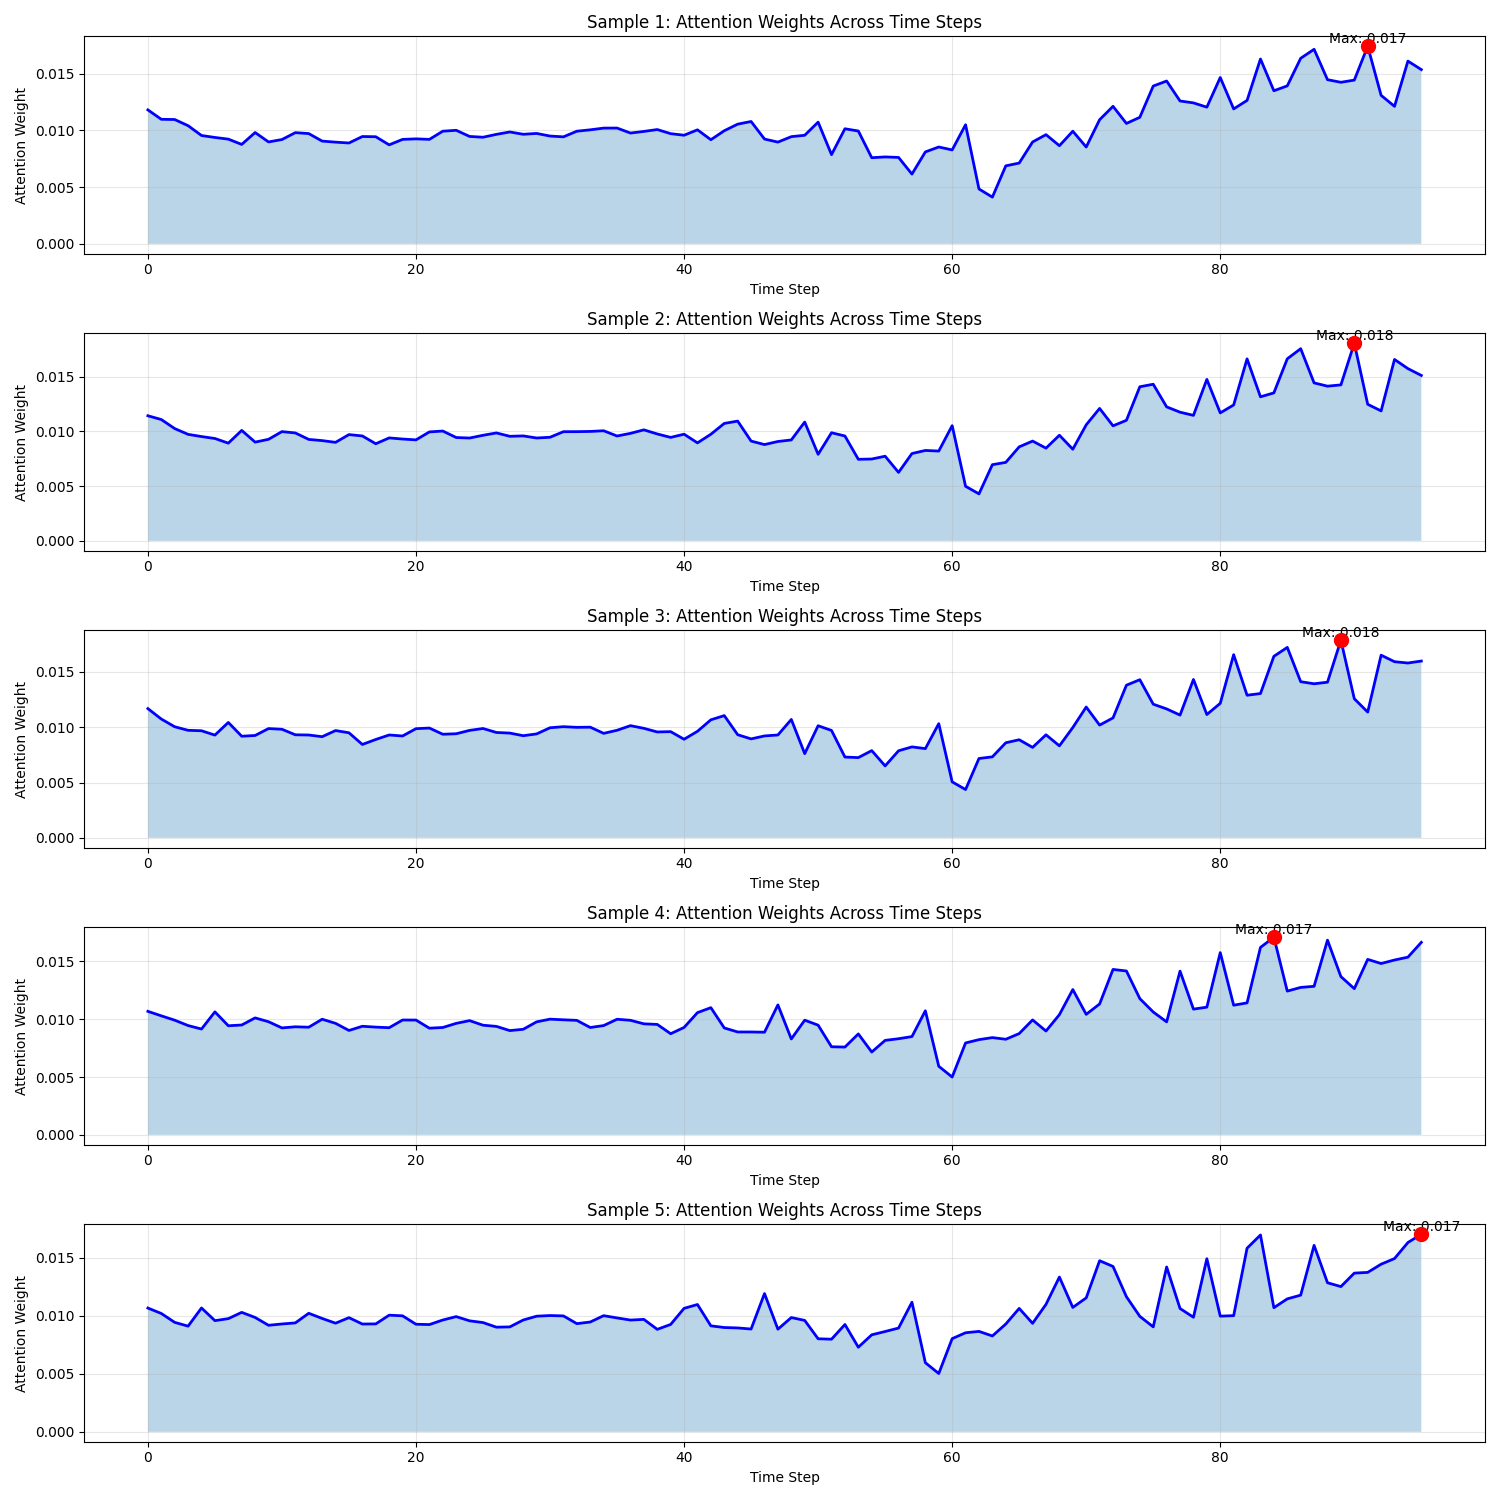 Sample 1: Attention Weights Across Time Steps
Max: 0.017
Attention Weight
0.015
0.010
0.005
0.000
0 20 40 60 80
Time Step
Sample 2: Attention Weights Across Time Steps
Max: 0.018
Attention Weight
0.015
0.010
0.005
0.000
0 20 40 60 80
Time Step
Sample 3: Attention Weights Across Time Steps
Max: 0.018
Attention Weight
0.015
0.010
0.005
0.000
0 20 40 60 80
Time Step
Sample 4: Attention Weights Across Time Steps
Max: 0.017
Attention Weight
0.015
0.010
0.005
0.000
0 20 40 60 80
Time Step
Sample 5: Attention Weights Across Time Steps
Max: 0.017
Attention Weight
0.015
0.010
0.005
0.000
0 20 40 60 80
Time Step